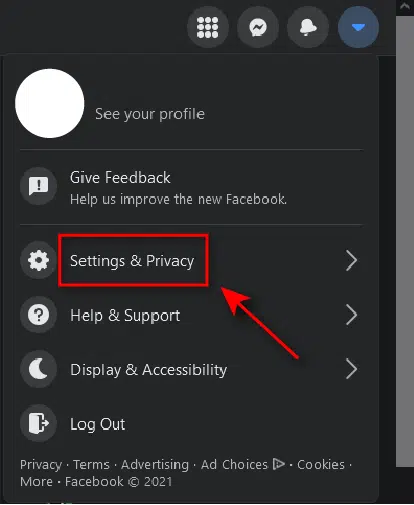 See your profile
Give Feedback
Help us improve the new Facebook.
Settings & Privacy
Help & Support
Display & Accessibility
Log Out
Privacy · Terms · Advertising · Ad Choices · Cookies ·
More · Facebook © 2021